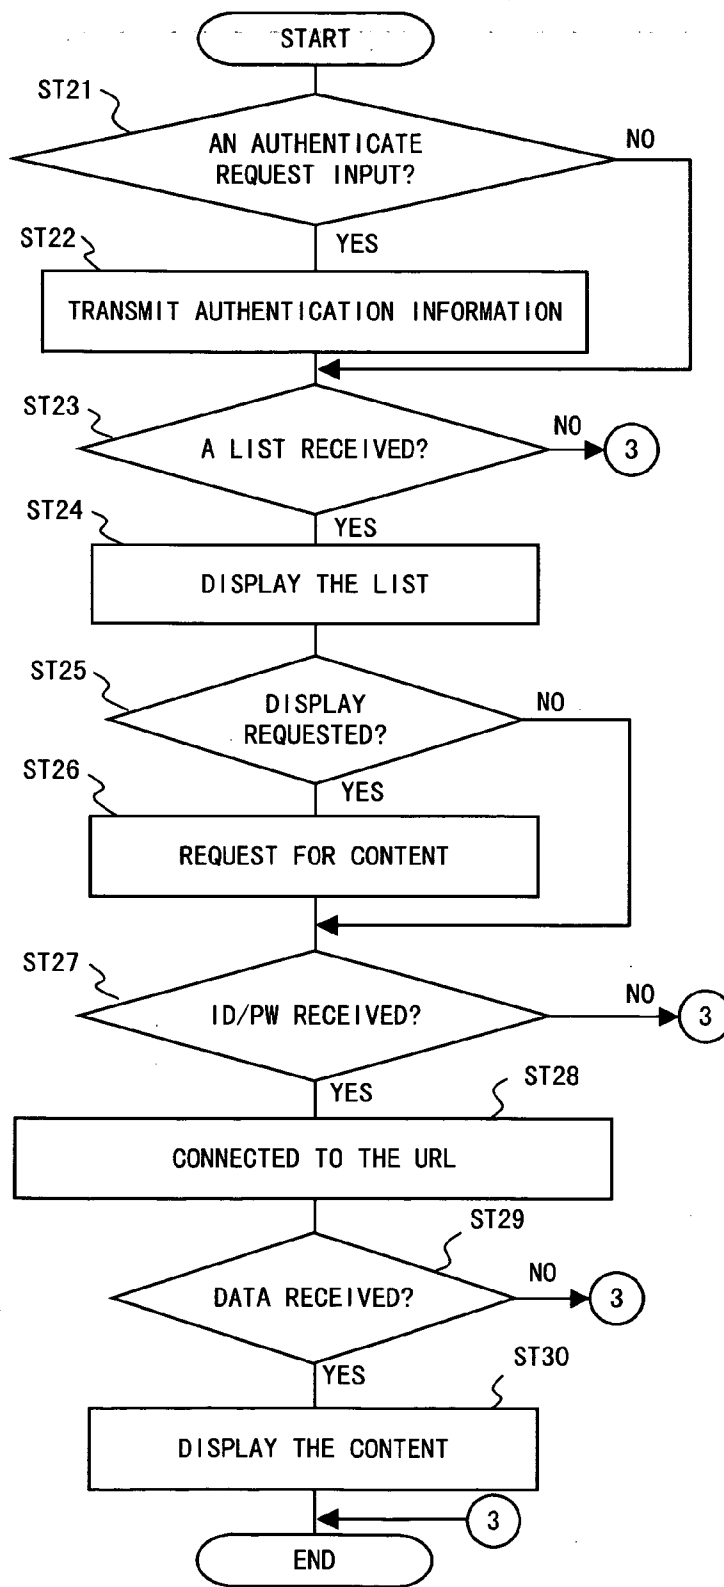 START
ST21
AN AUTHENTICATE
REQUEST INPUT?
NO
YES
ST22
TRANSMIT AUTHENTICATION INFORMATION
ST23
A LIST RECEIVED?
NO
3
YES
ST24
DISPLAY THE LIST
ST25
DISPLAY
REQUESTED?
NO
YES
ST26
REQUEST FOR CONTENT
ST27
ID/PW RECEIVED?
NO
3
YES
ST28
CONNECTED TO THE URL
ST29
DATA RECEIVED?
NO
3
YES
ST30
DISPLAY THE CONTENT
3
END